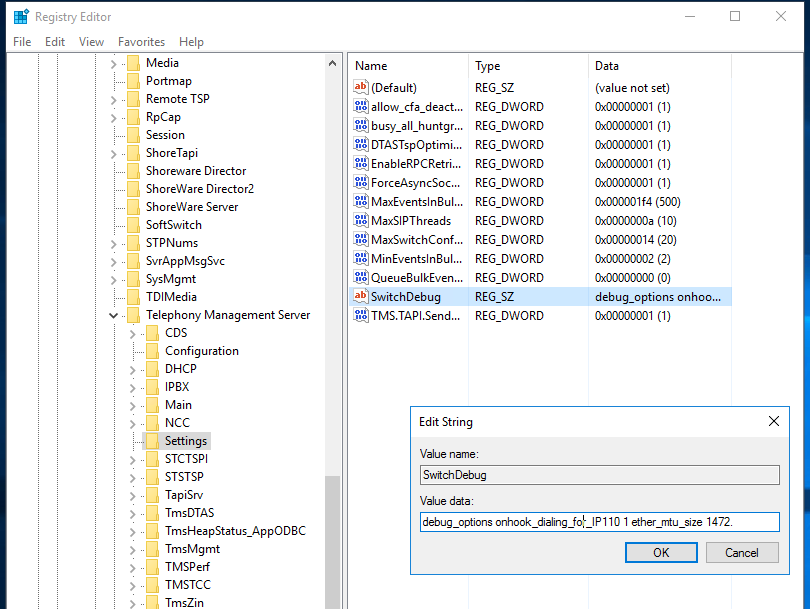 Registry Editor
File Edit View Favorites Help
Media
Portmap
Remote TSP
RpCap
Session
ShoreTapi
Shoreware Director
ShoreWare Director2
ShoreWare Server
SoftSwitch
STPNums
SvrAppMsgSvc
SysMgmt
TDIMedia
Telephony Management Server
CDS
Configuration
DHCP
IPBX
Main
NCC
Settings
STCTSPI
STSTSP
TapiSrv
TmsDTAS
TmsHeapStatus_AppODBC
TmsMgmt
TMSPerf
TMSTCC
TmsZin
Name Type Data
(Default) REG_SZ (value not set)
allow_cfa_deact... REG_DWORD 0x00000001 (1)
busy_all_huntgr... REG_DWORD 0x00000001 (1)
DTASTspOptimi... REG_DWORD 0x00000001 (1)
EnableRPCRetri... REG_DWORD 0x00000001 (1)
ForceAsyncSoc... REG_DWORD 0x00000001 (1)
MaxEventsInBul... REG_DWORD 0x000001f4 (500)
MaxSIPThreads REG_DWORD 0x0000000a (10)
MaxSwitchConf... REG_DWORD 0x00000014 (20)
MinEventsInBul... REG_DWORD 0x00000002 (2)
QueueBulkEven... REG_DWORD 0x00000000 (0)
SwitchDebug REG_SZ debug_options onhoo...
TMS.TAPI.Send... REG_DWORD 0x00000001 (1)
Edit String
Value name:
SwitchDebug
Value data:
debug_options onhook_dialing_for_IP110 1 ether_mtu_size 1472.
OK Cancel